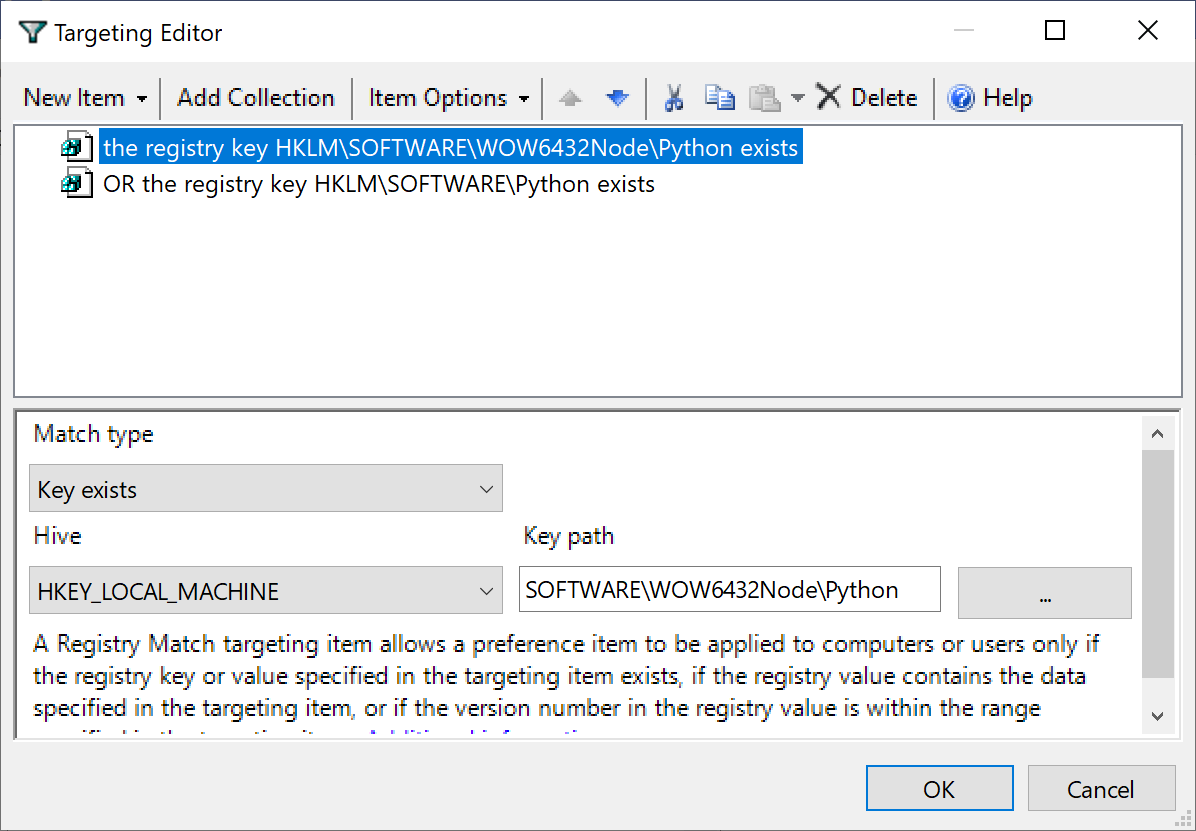 Targeting Editor
New Item Add Collection Item Options Delete Help
the registry key HKLM\SOFTWARE\WOW6432Node\Python exists
OR the registry key HKLM\SOFTWARE\Python exists
Match type
Key exists
Hive Key path
HKEY_LOCAL_MACHINE SOFTWARE\WOW6432Node\Python ...
A Registry Match targeting item allows a preference item to be applied to computers or users only if
the registry key or value specified in the targeting item exists, if the registry value contains the data
specified in the targeting item, or if the version number in the registry value is within the range
OK Cancel